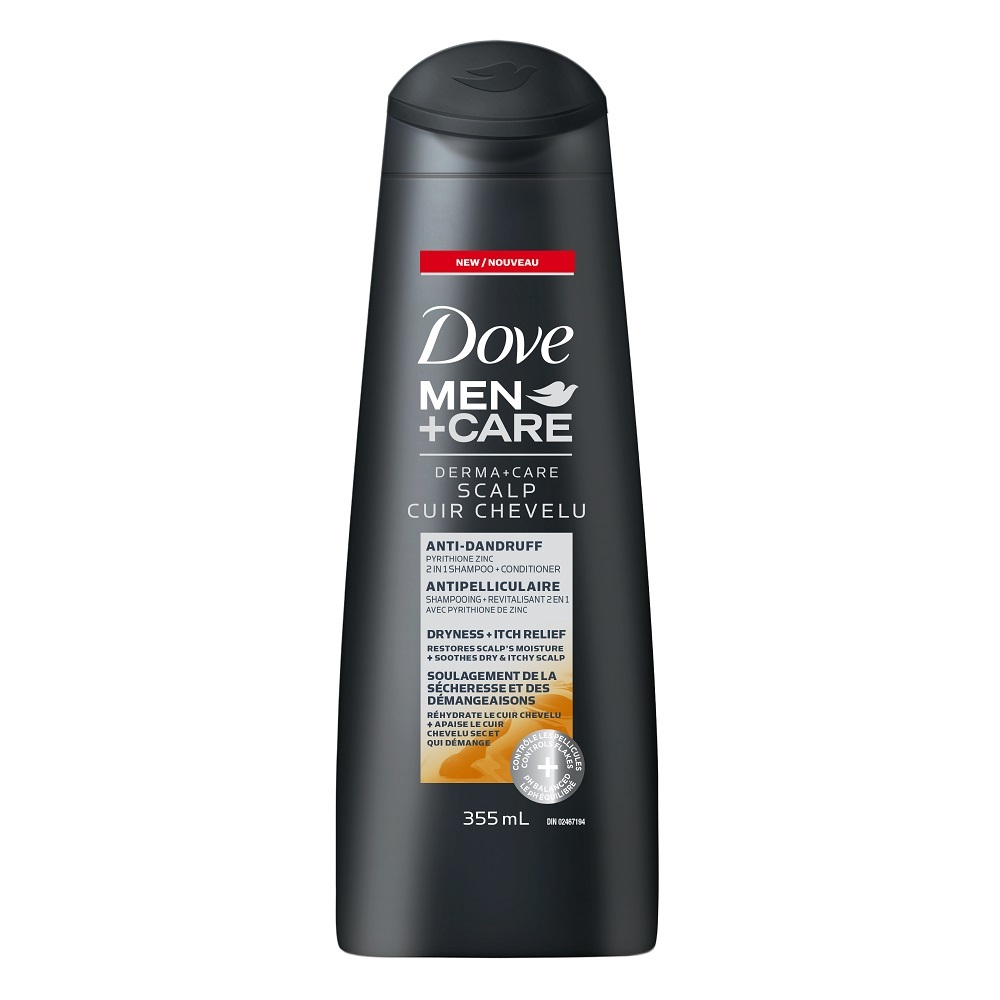 NEW / NOUVEAU
Dove
MEN
+CARE
DERMA+CARE
SCALP
CUIR CHEVELU
ANTI-DANDRUFF
PYRITHIONE ZINC
2 IN 1 SHAMPOO + CONDITIONER
ANTIPELLICULAIRE
SHAMPOOING + REVITALISANT 2 EN 1
AVEC PYRITHIONE DE ZINC
DRYNESS + ITCH RELIEF
RESTORES SCALP'S MOISTURE
+ SOOTHES DRY & ITCHY SCALP
SOULAGEMENT DE LA
SÉCHERESSE ET DES
DÉMANGEAISONS
RÉHYDRATE LE CUIR CHEVELU
+ APAISE LE CUIR
CHEVELU SEC ET
QUI DÉMANGE
CONTRÔLE LES PELLICULES
CONTROLS FLAKES
+
PH BALANCED
LE PH ÉQUILIBRÉ
355 mL
DIN 02467194